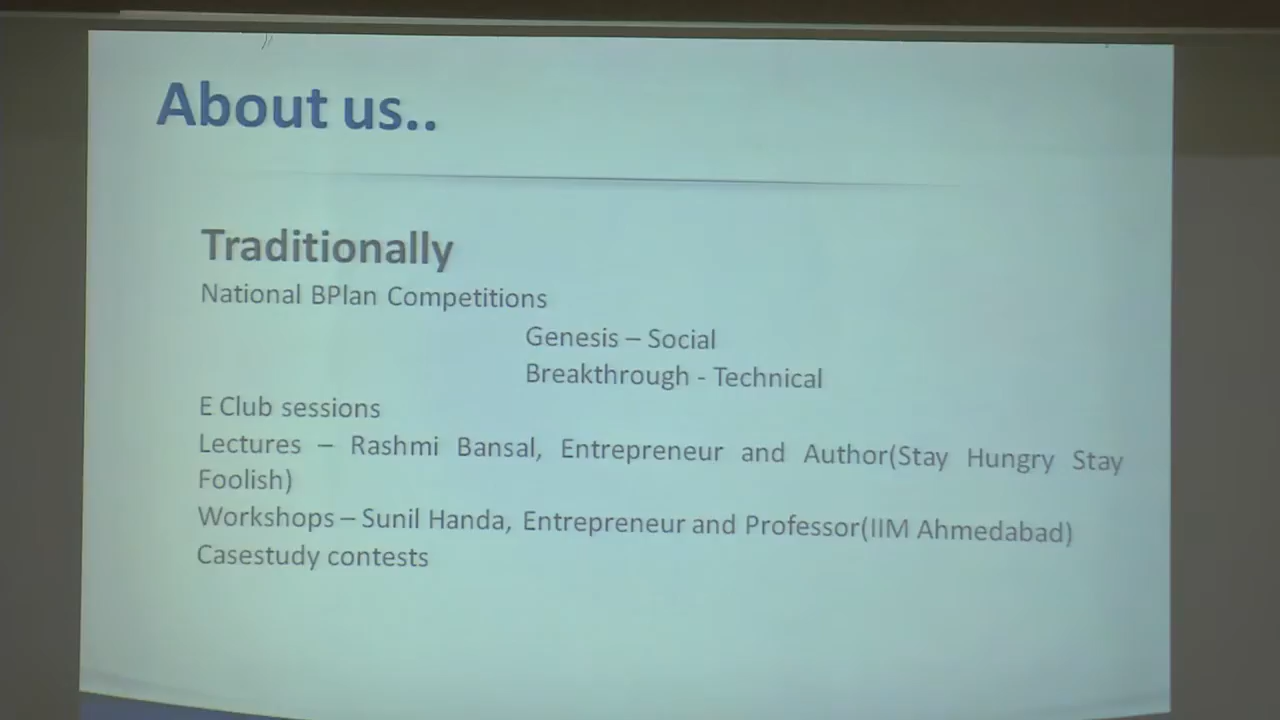 About us..
Traditionally
National BPlan Competitions
Genesis – Social
Breakthrough - Technical
E Club sessions
Lectures – Rashmi Bansal, Entrepreneur and Author(Stay Hungry Stay
Foolish)
Workshops – Sunil Handa, Entrepreneur and Professor(IIM Ahmedabad)
Casestudy contests